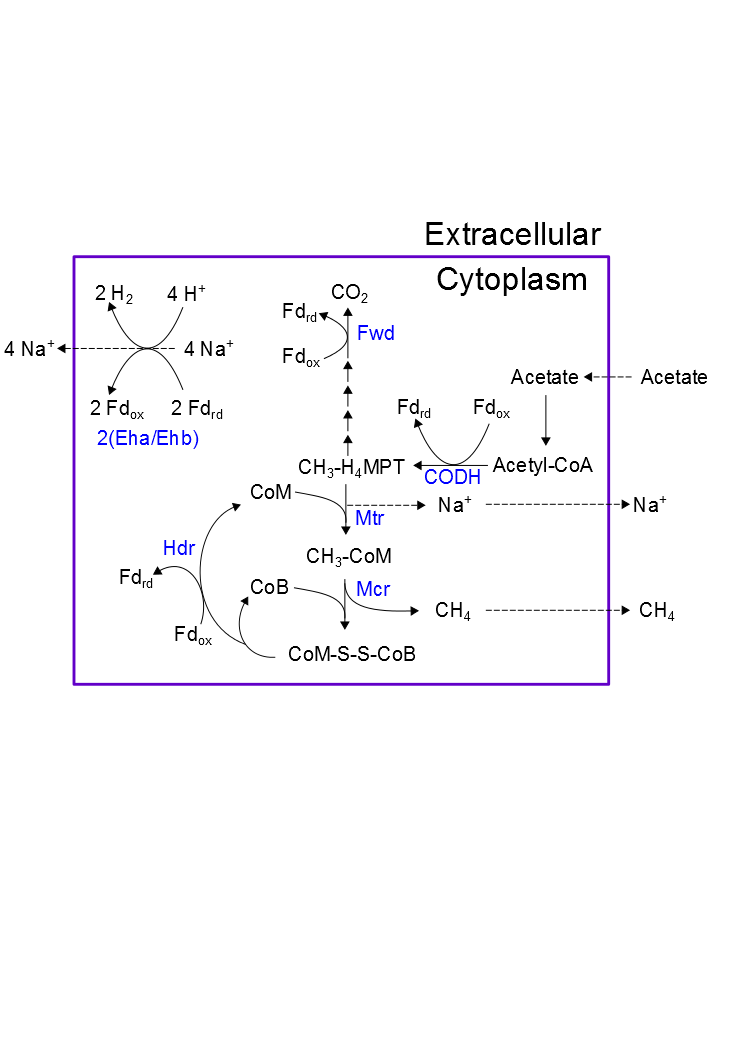 Extracellular
Cytoplasm
2 H₂
4 H⁺
4 Na⁺
4 Na⁺
2 Fdox
2 Fdrd
2(Eha/Ehb)
CO₂
Fdrd
Fwd
Fdox
Acetate
Acetate
Fdrd
Fdox
CH₃-H₄MPT
CODH
Acetyl-CoA
CoM
Mtr
Na⁺
Na⁺
Hdr
CH₃-CoM
Fdrd
CoB
Mcr
CH₄
CH₄
Fdox
CoM-S-S-CoB